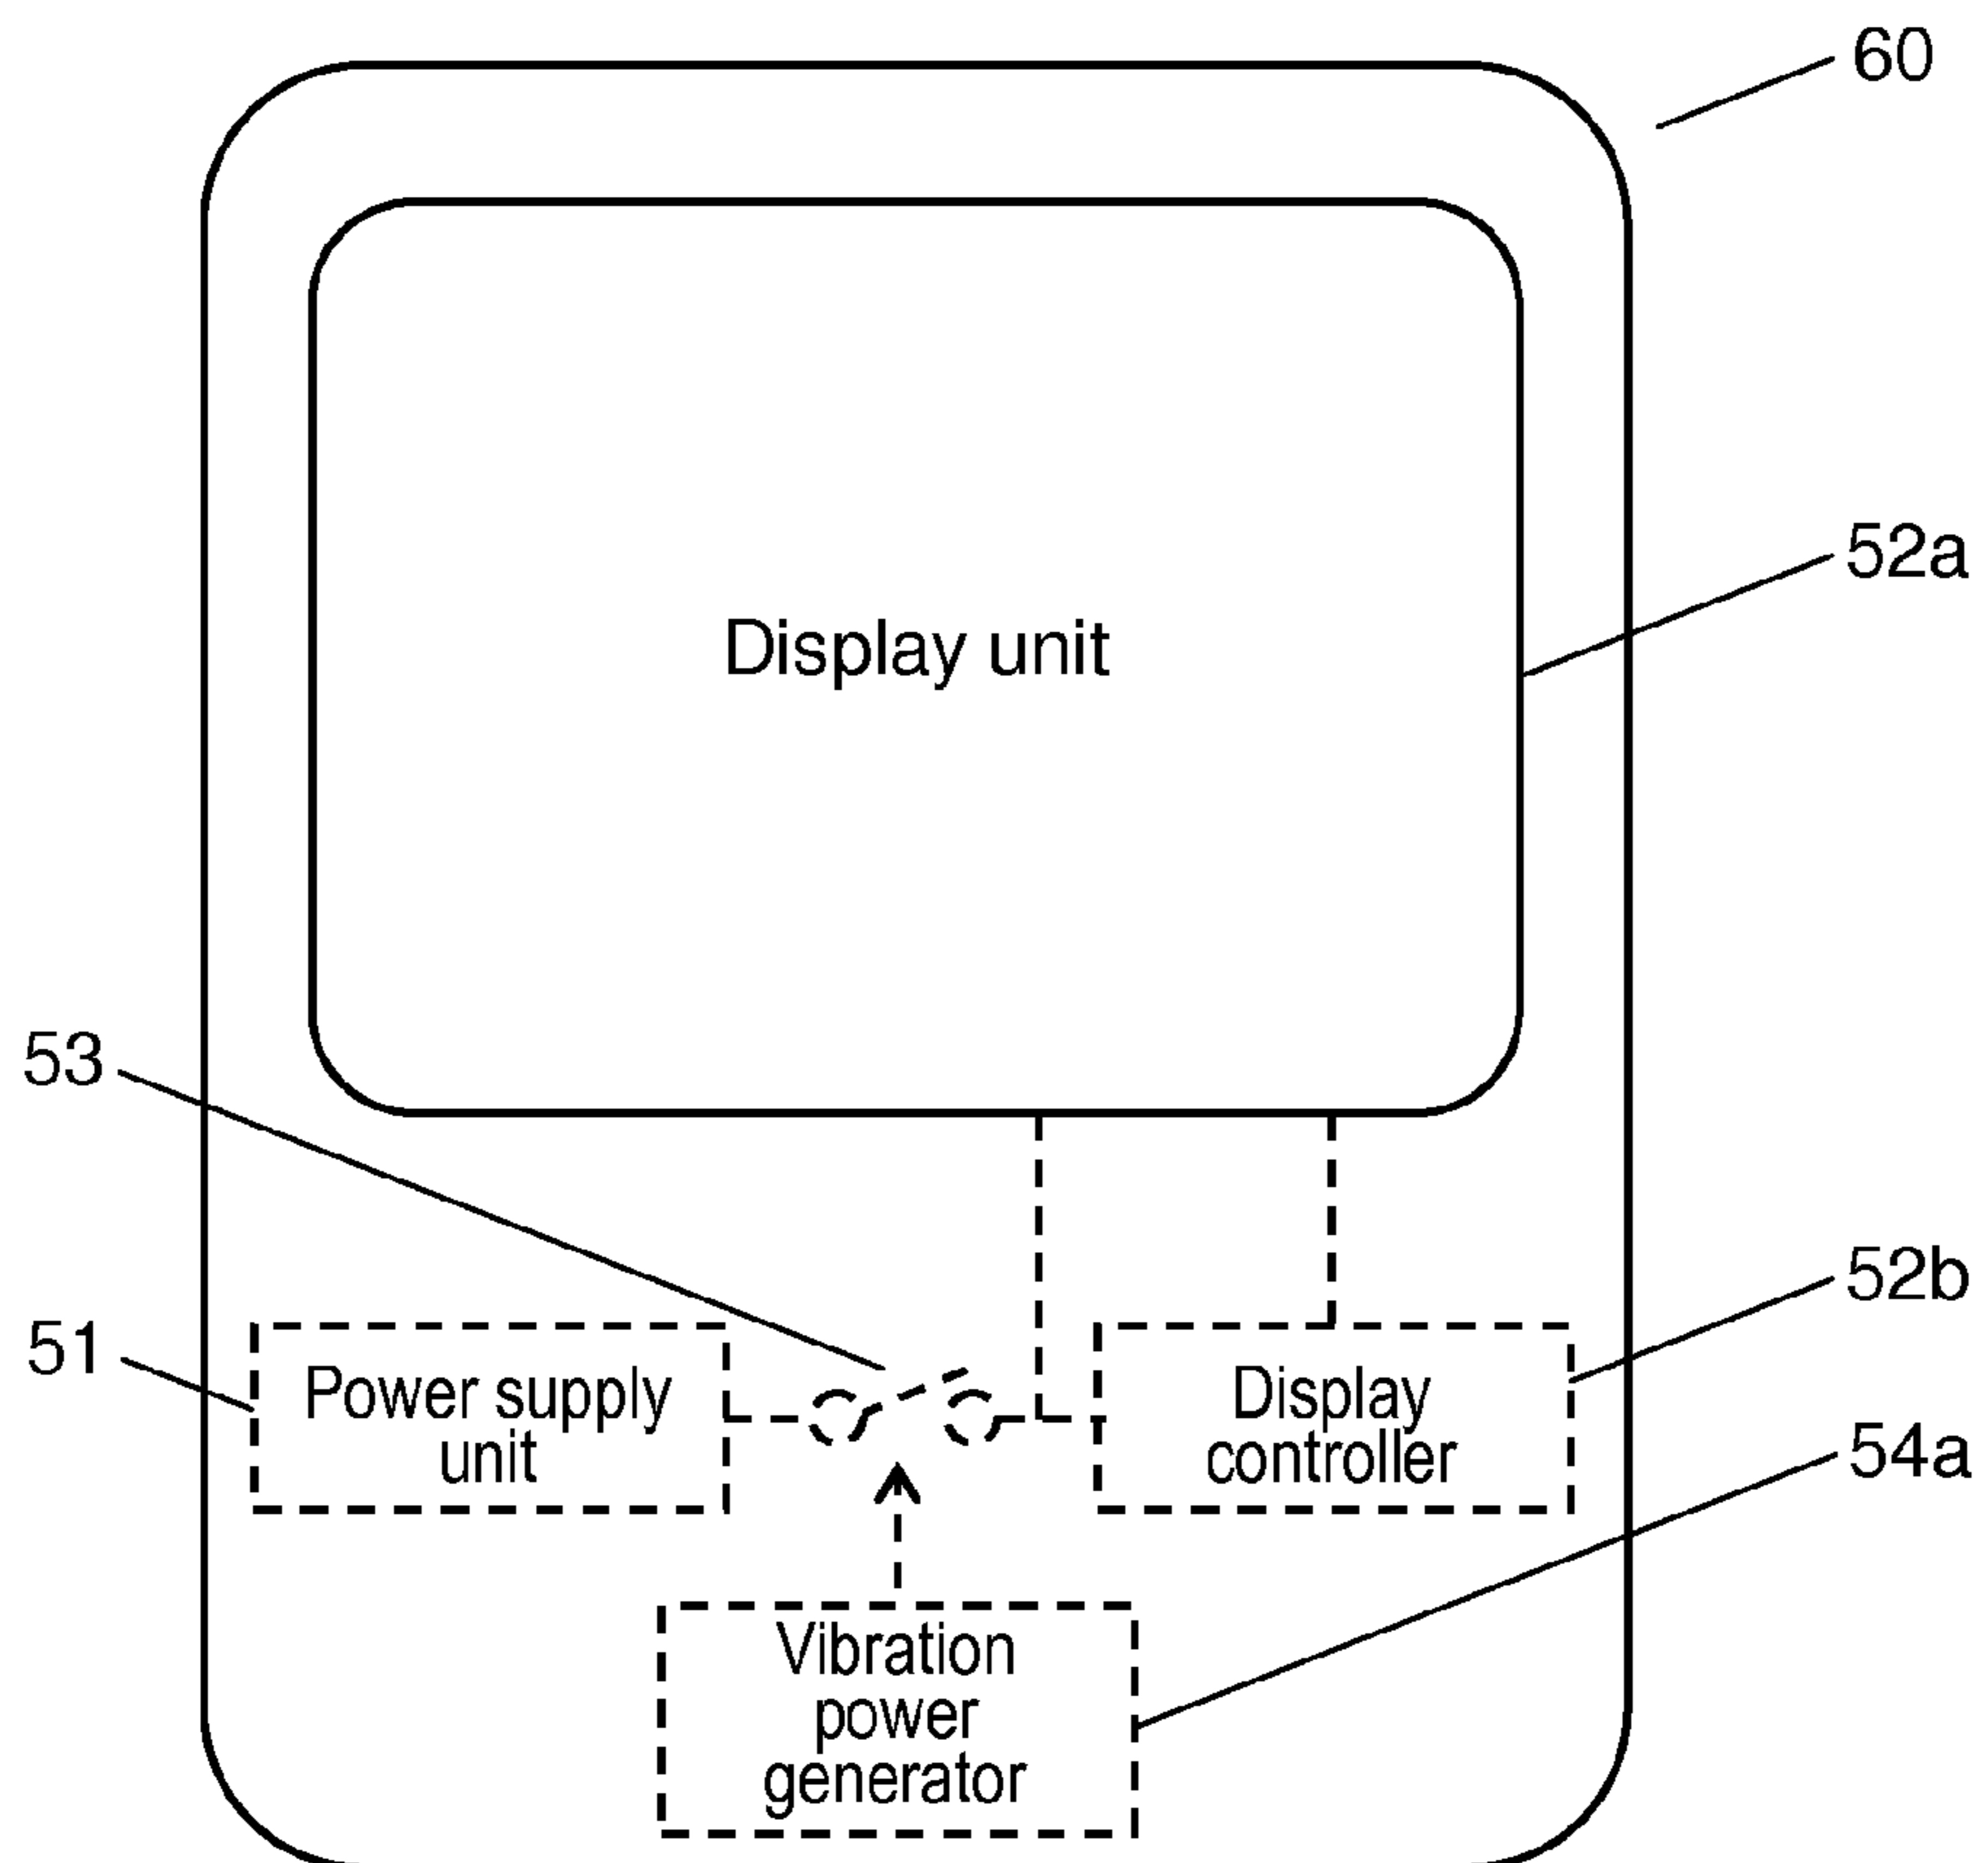 60
52a
Display unit
53
52b
51
Power supply
unit
Display
controller
54a
Vibration
power
generator